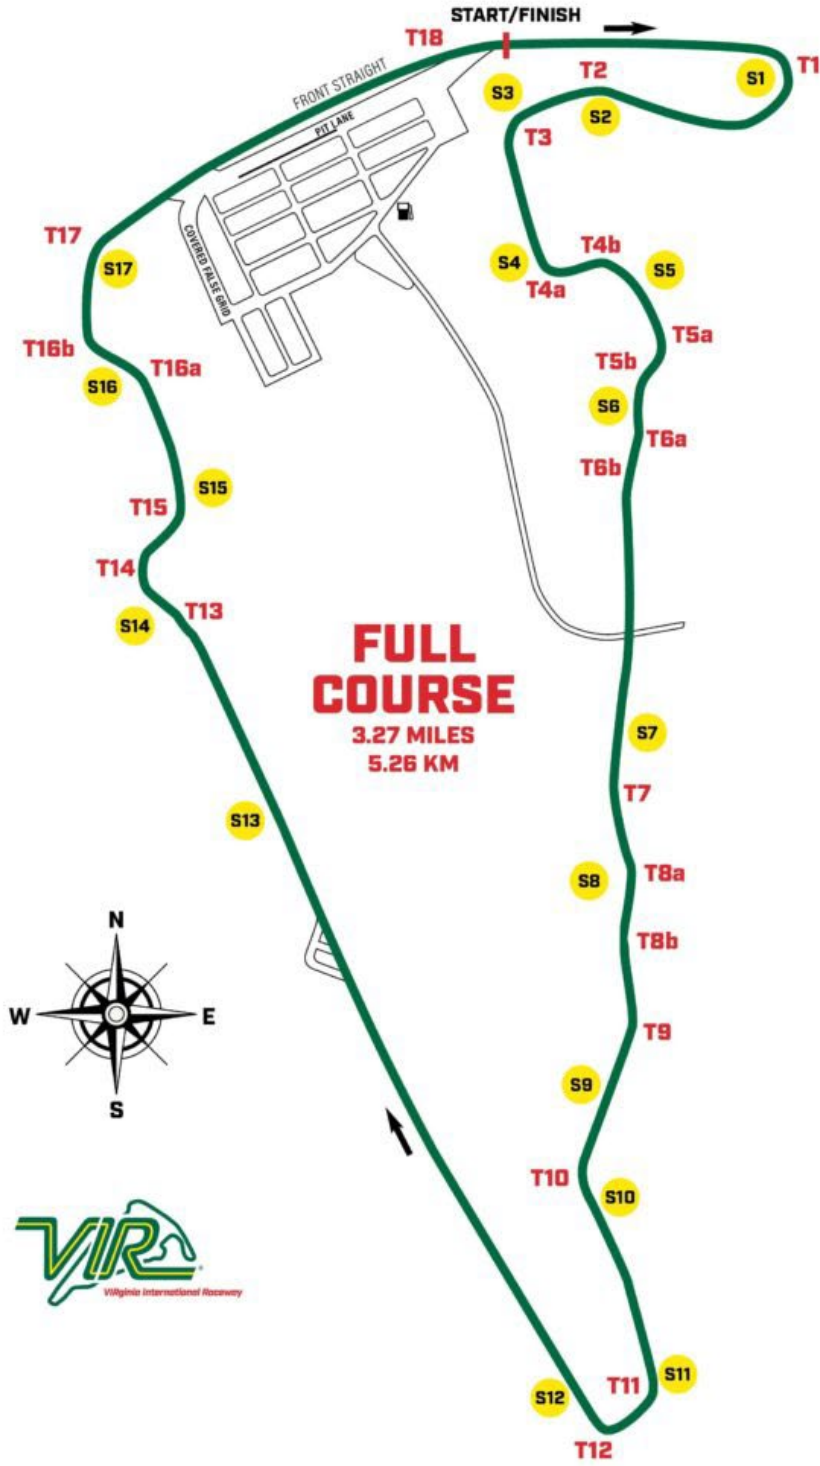 START/FINISH
T18
T1
S1
T2
S3
S2
FRONT STRAIGHT
PIT LANE
T3
T17
S17
COVERED FALSE GRID
S4
T4b
S5
T4a
T16b
T16a
S16
T5a
T5b
S6
T6a
T6b
S15
T15
T14
T13
S14
FULL
COURSE
3.27 MILES
5.26 KM
S7
T7
S13
S8
T8a
T8b
N
W
E
S
T9
S9
T10
S10
VIR
VIRginia International Raceway
T11
S11
S12
T12